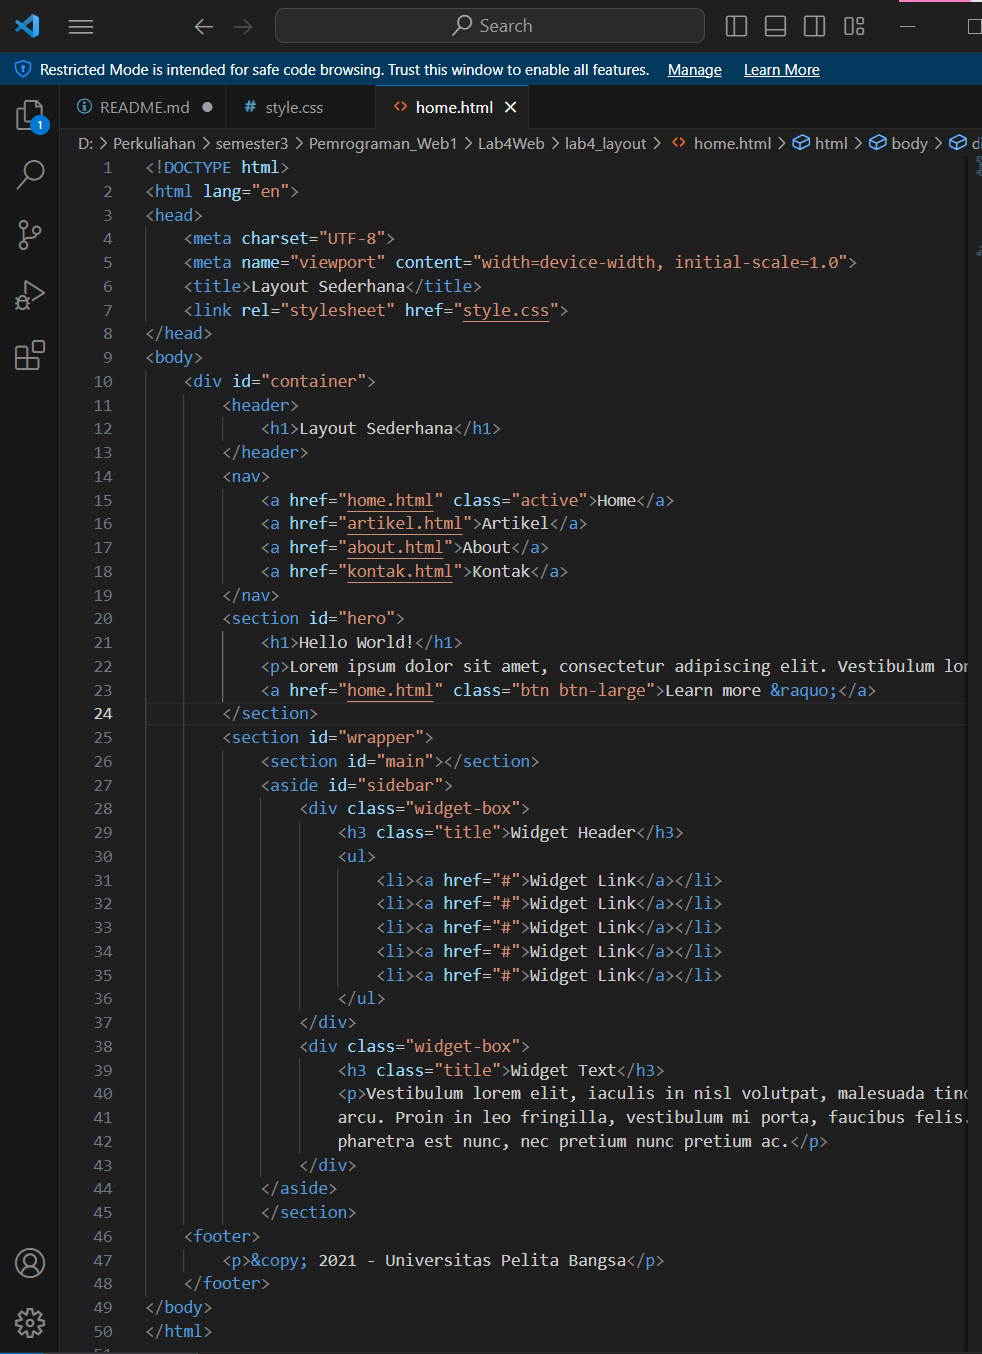 Search
Restricted Mode is intended for safe code browsing. Trust this window to enable all features. Manage Learn More
README.md # style.css <> home.html
1
D: > Perkuliahan > semester3 > Pemrograman_Web1 > Lab4Web > lab4_layout > <> home.html > html > body >
1 <!DOCTYPE html>
2 <html lang="en">
3 <head>
4 <meta charset="UTF-8">
5 <meta name="viewport" content="width=device-width, initial-scale=1.0">
6 <title>Layout Sederhana</title>
7 <link rel="stylesheet" href="style.css">
8 </head>
9 <body>
10 <div id="container">
11 <header>
12 <h1>Layout Sederhana</h1>
13 </header>
14 <nav>
15 <a href="home.html" class="active">Home</a>
16 <a href="artikel.html">Artikel</a>
17 <a href="about.html">About</a>
18 <a href="kontak.html">Kontak</a>
19 </nav>
20 <section id="hero">
21 <h1>Hello World!</h1>
22 <p>Lorem ipsum dolor sit amet, consectetur adipiscing elit. Vestibulum
23 <a href="home.html" class="btn btn-large">Learn more &raquo;</a>
24 </section>
25 <section id="wrapper">
26 <section id="main"></section>
27 <aside id="sidebar">
28 <div class="widget-box">
29 <h3 class="title">Widget Header</h3>
30 <ul>
31 <li><a href="#">Widget Link</a></li>
32 <li><a href="#">Widget Link</a></li>
33 <li><a href="#">Widget Link</a></li>
34 <li><a href="#">Widget Link</a></li>
35 <li><a href="#">Widget Link</a></li>
36 </ul>
37 </div>
38 <div class="widget-box">
39 <h3 class="title">Widget Text</h3>
40 <p>Vestibulum lorem elit, iaculis in nisl volutpat, malesuada
41 arcu. Proin in leo fringilla, vestibulum mi porta, faucibus felis.
42 pharetra est nunc, nec pretium nunc pretium ac.</p>
43 </div>
44 </aside>
45 </section>
46 <footer>
47 <p>&copy; 2021 - Universitas Pelita Bangsa</p>
48 </footer>
49 </body>
50 </html>